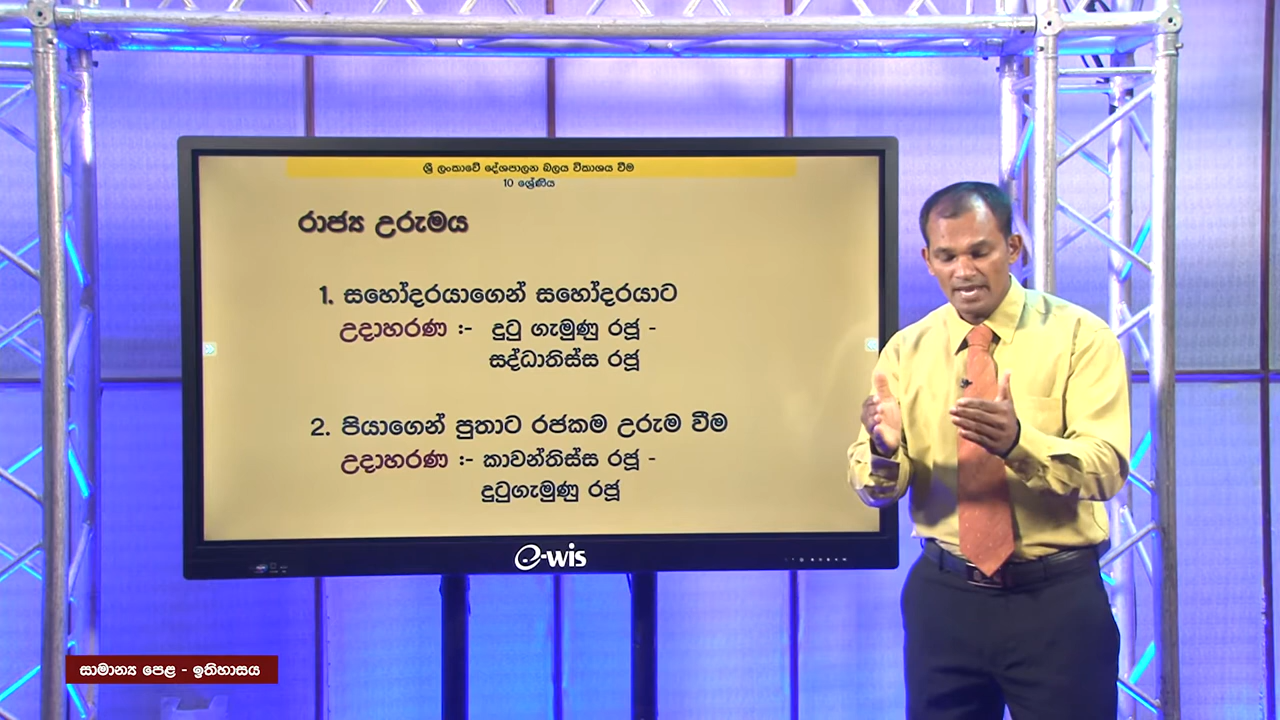 ශ්‍රී ලංකාවේ දේශපාලන බලය විකාශය වීම
10 ශ්‍රේණිය
රාජ්‍ය උරුමය
1. සහෝදරයාගෙන් සහෝදරයාට
උදාහරණ :- දුටු ගැමුණු රජු -
සද්ධාතිස්ස රජු
2. පියාගෙන් පුතාට රජකම උරුම වීම
උදාහරණ :- කාවන්තිස්ස රජු -
දුටුගැමුණු රජු
e-wis
සාමාන්‍ය පෙළ - ඉතිහාසය